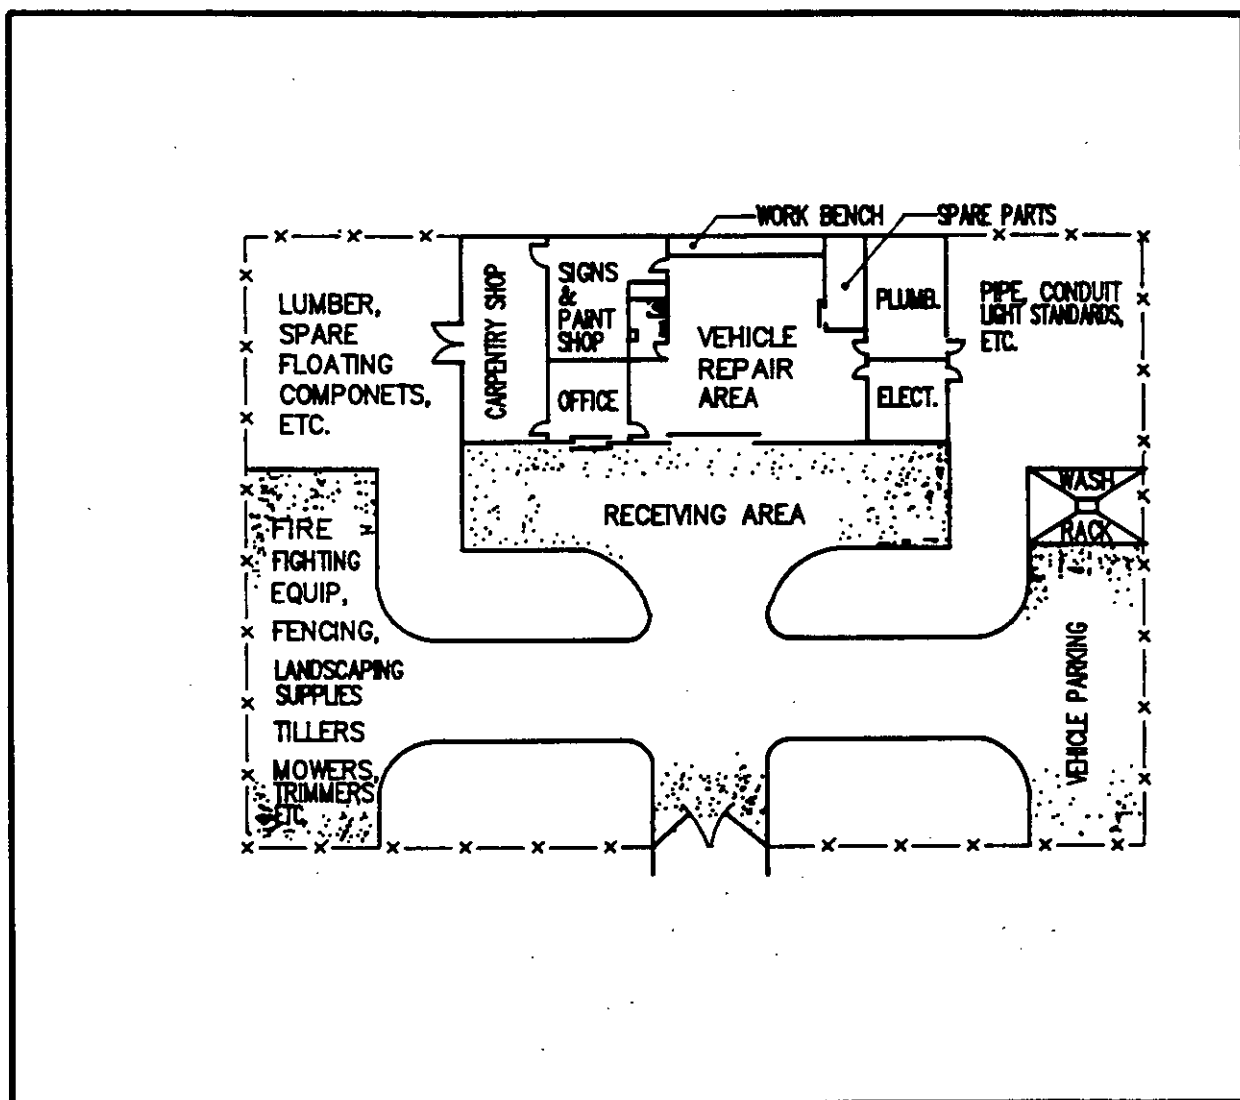 WORK BENCH
SPARE PARTS
LUMBER,
SPARE
FLOATING
COMPONETS,
ETC.
CARPENTRY SHOP
SIGNS
&
PAINT
SHOP
OFFICE
VEHICLE
REPAIR
AREA
PLUMB.
ELECT.
PIPE, CONDUIT
LIGHT STANDARDS,
ETC.
RECEIVING AREA
WASH
RACK
FIRE
FIGHTING
EQUIP,
FENCING,
LANDSCAPING
SUPPLIES
TILLERS
MOWERS,
TRIMMERS
ETC.
VEHICLE PARKING